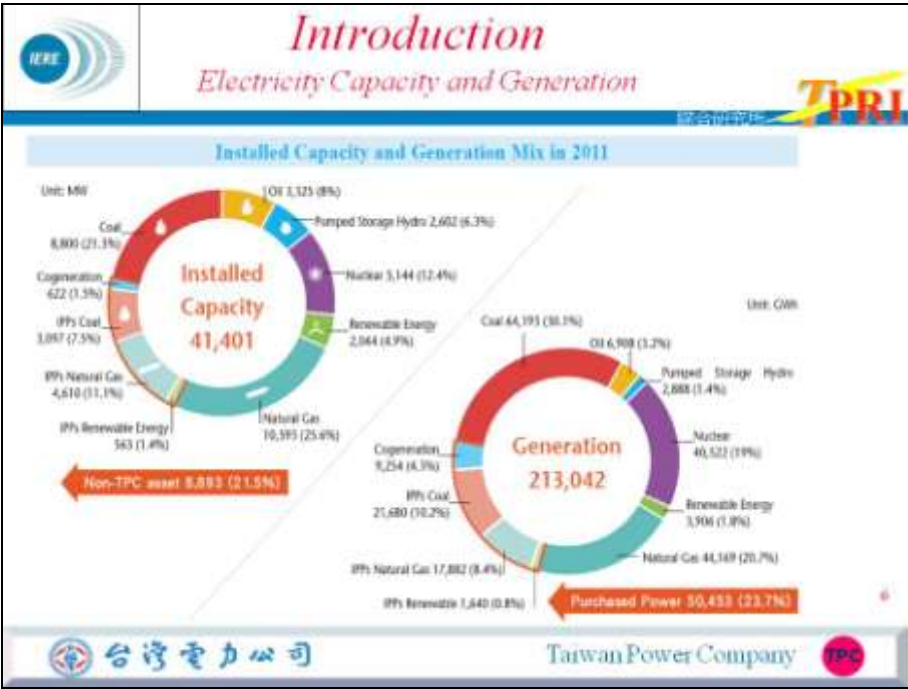 IERE
Introduction
Electricity Capacity and Generation
TPRI
綜合研究所
Installed Capacity and Generation Mix in 2011
Unit: MW
Oil 3,325 (8%)
Pumped Storage Hydro 2,602 (6.3%)
Nuclear 5,144 (12.4%)
Renewable Energy
2,044 (4.9%)
Natural Gas
10,595 (25.6%)
IPPs Renewable Energy
563 (1.4%)
IPPs Natural Gas
4,610 (11.1%)
IPPs Coal
3,097 (7.5%)
Cogeneration
622 (1.5%)
Coal
8,800 (21.3%)
Installed
Capacity
41,401
Non-TPC asset 8,893 (21.5%)
Unit: GWh
Coal 64,193 (30.1%)
Oil 6,908 (3.2%)
Pumped Storage Hydro
2,888 (1.4%)
Nuclear
40,522 (19%)
Renewable Energy
3,906 (1.8%)
Natural Gas 44,169 (20.7%)
IPPs Renewable 1,640 (0.8%)
IPPs Natural Gas 17,882 (8.4%)
IPPs Coal
21,680 (10.2%)
Cogeneration
9,254 (4.3%)
Generation
213,042
Purchased Power 50,453 (23.7%)
6
台灣電力公司
Taiwan Power Company
TPC